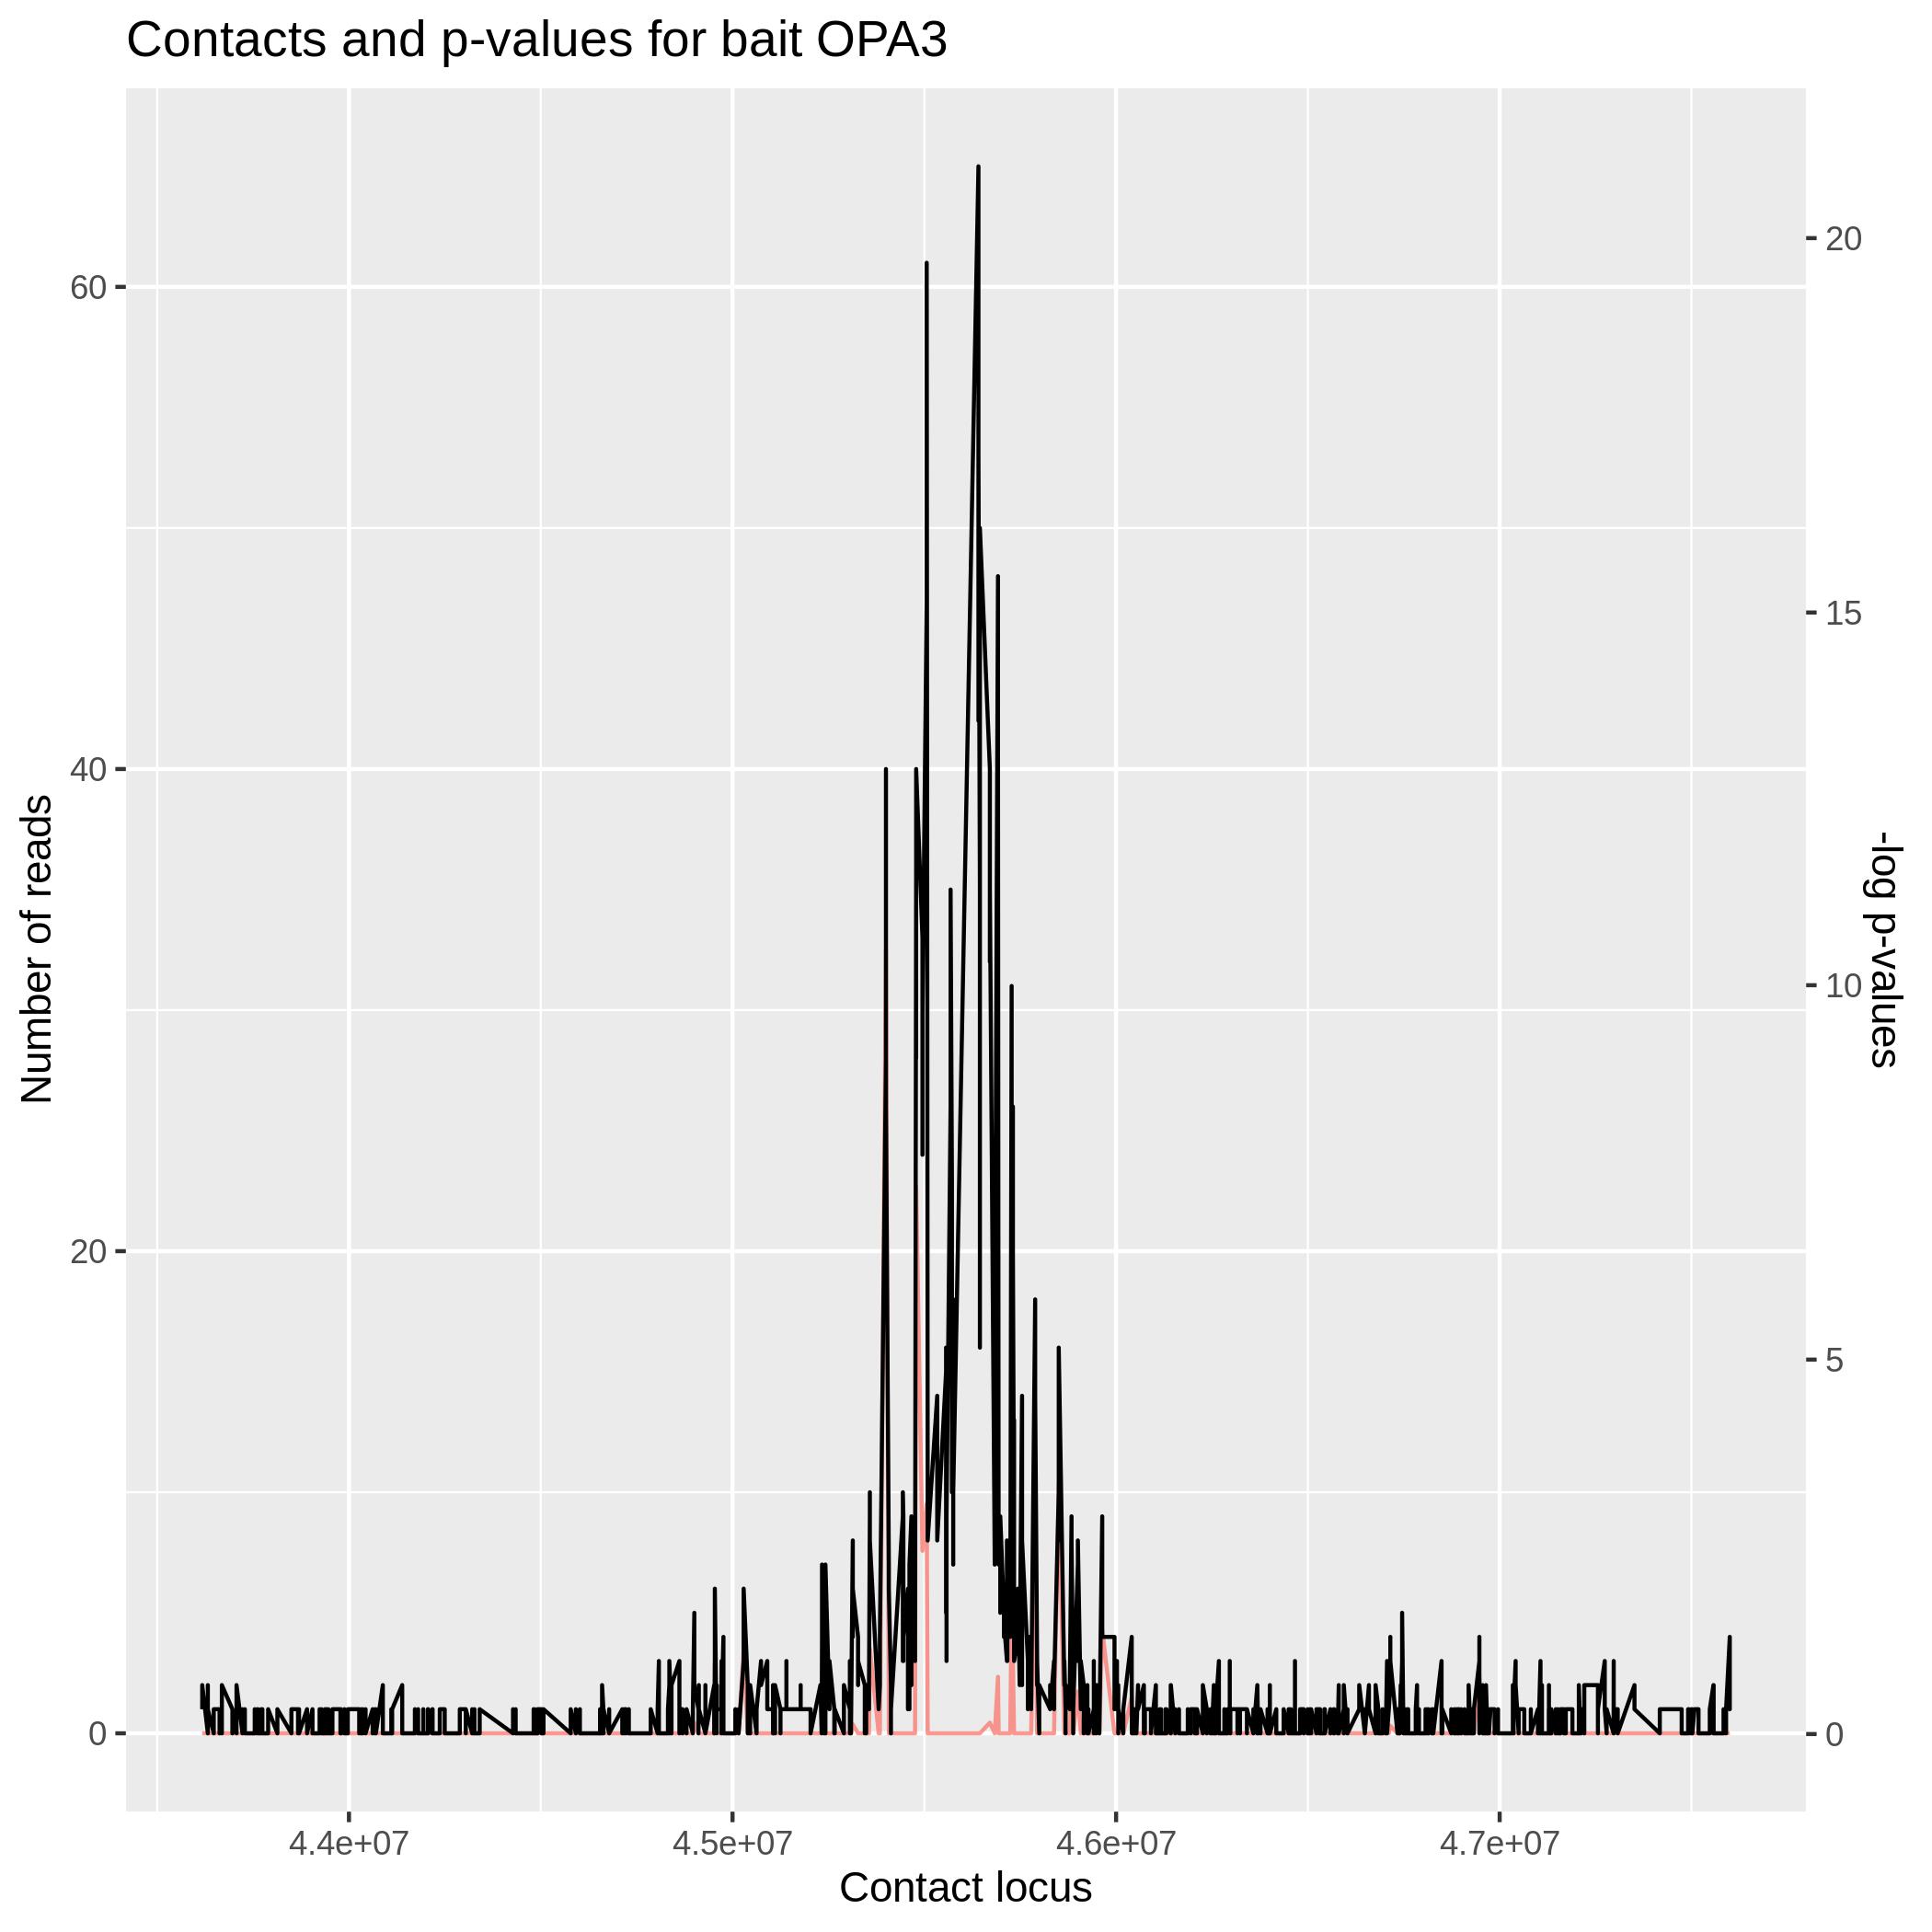 Contacts and p-values for bait OPA3
60
40
20
0
Number of reads
20
15
10
5
0
-log p-values
4.4e+07
4.5e+07
4.6e+07
4.7e+07
Contact locus